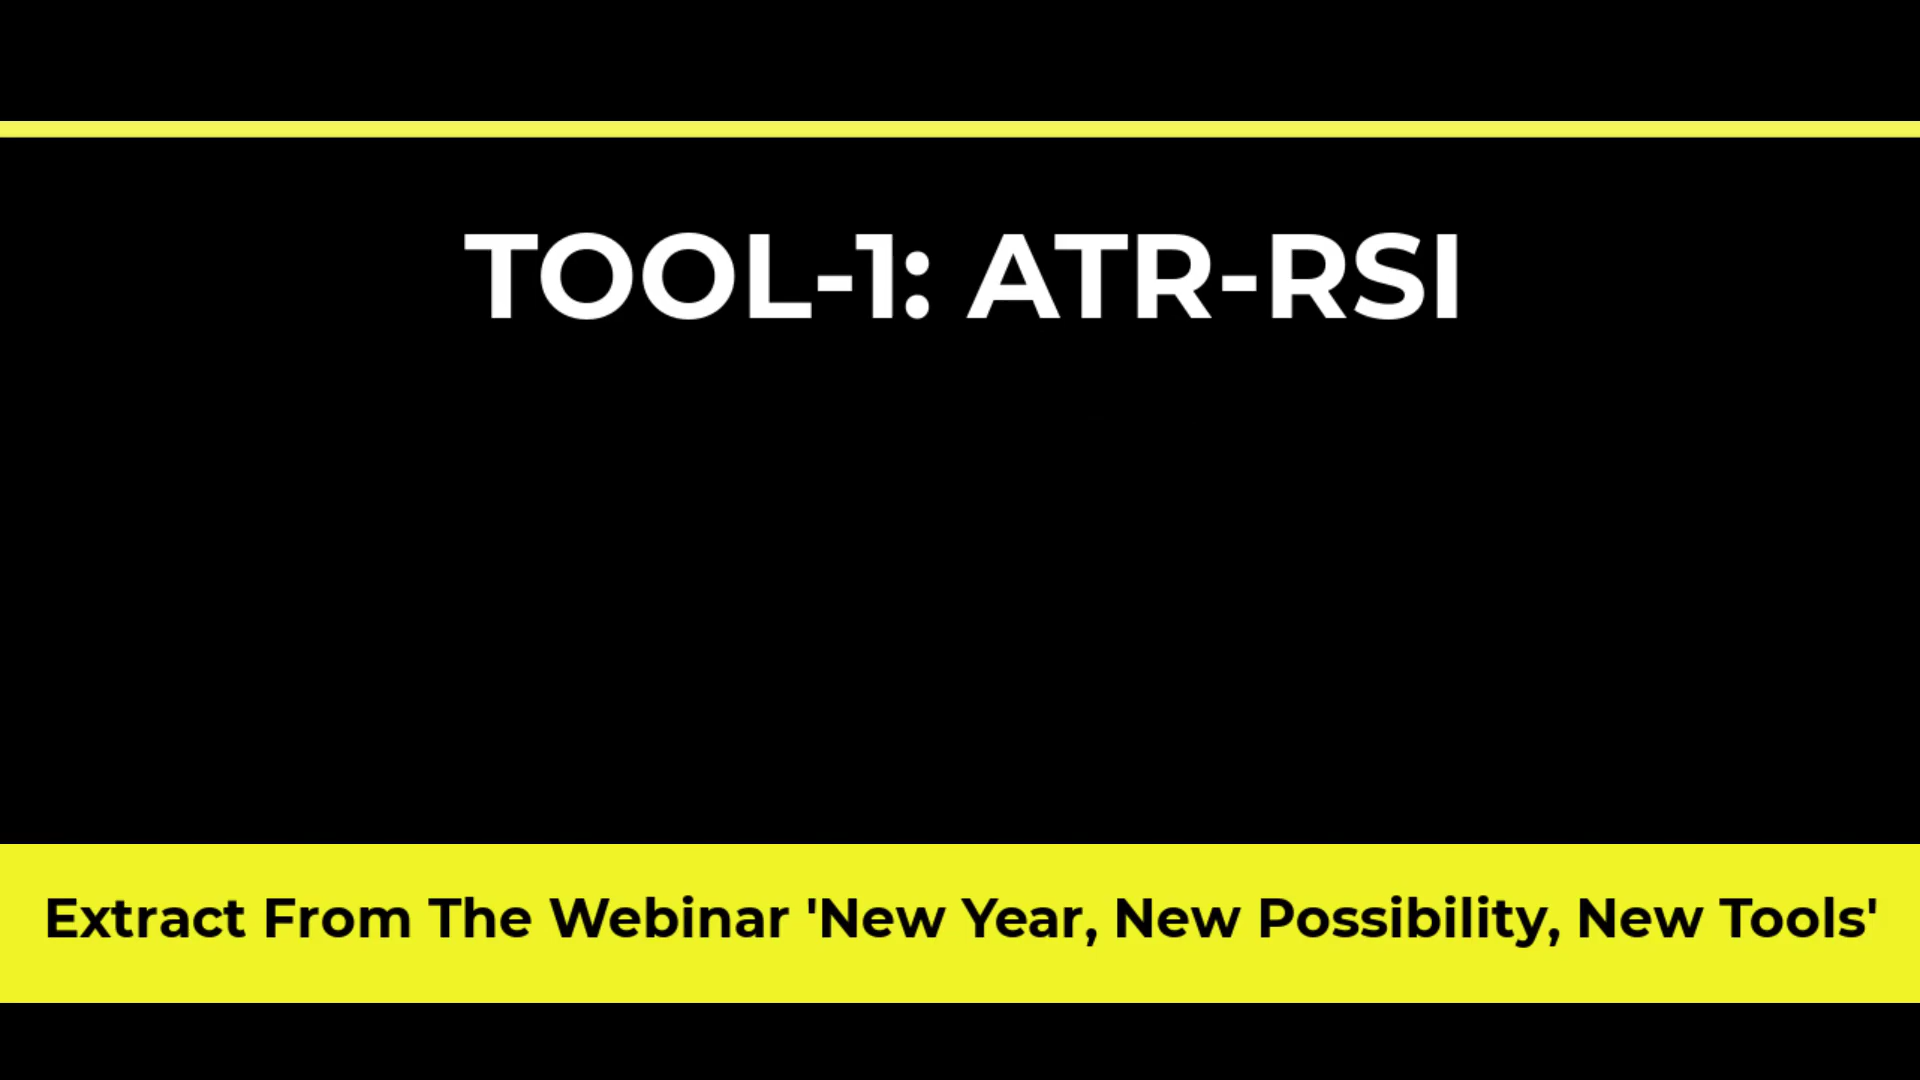 TOOL-1: ATR-RSI
Extract From The Webinar 'New Year, New Possibility, New Tools'